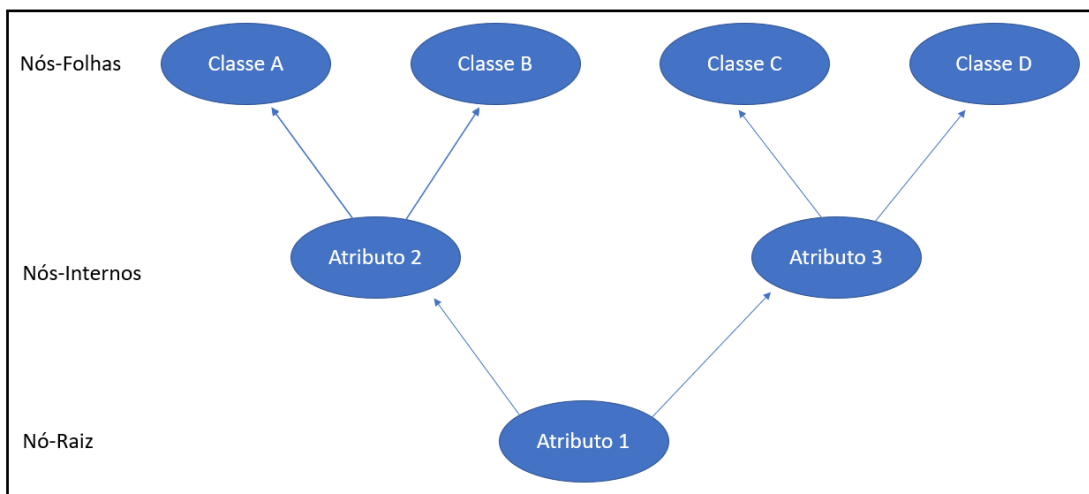 Nós-Folhas
Classe A
Classe B
Classe C
Classe D
Nós-Internos
Atributo 2
Atributo 3
Nó-Raiz
Atributo 1